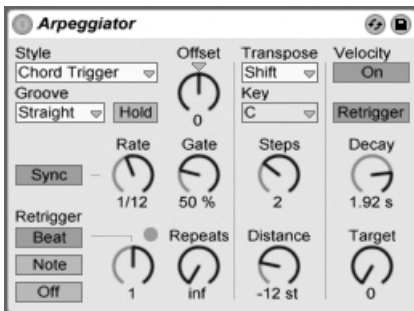 Arpeggiator
Style Offset Transpose Velocity
Chord Trigger Shift On
Groove Key
Straight Hold 0 C Retrigger
Rate Gate Steps Decay
Sync
1/12 50 % 2 1.92 s
Retrigger
Beat Repeats Distance Target
Note
Off 1 inf -12 st 0